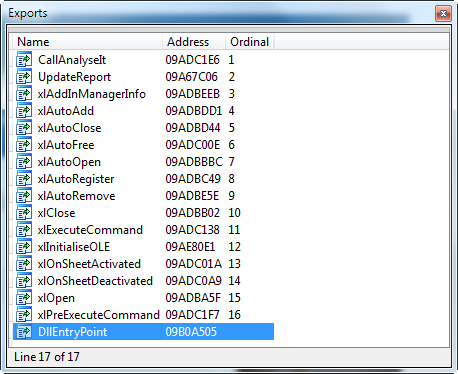 Exports
Name Address Ordinal
CallAnalyseIt 09ADC1E6 1
UpdateReport 09A67C06 2
xlAddInManagerInfo 09ADBEEB 3
xlAutoAdd 09ADBDD1 4
xlAutoClose 09ADBD44 5
xlAutoFree 09ADC00E 6
xlAutoOpen 09ADBBBC 7
xlAutoRegister 09ADBC49 8
xlAutoRemove 09ADBE5E 9
xlClose 09ADBB02 10
xlExecuteCommand 09ADC138 11
xlInitialiseOLE 09AE80E1 12
xlOnSheetActivated 09ADC01A 13
xlOnSheetDeactivated 09ADC0A9 14
xlOpen 09ADBA5F 15
xlPreExecuteCommand 09ADC1F7 16
DllEntryPoint 09B0A505
Line 17 of 17